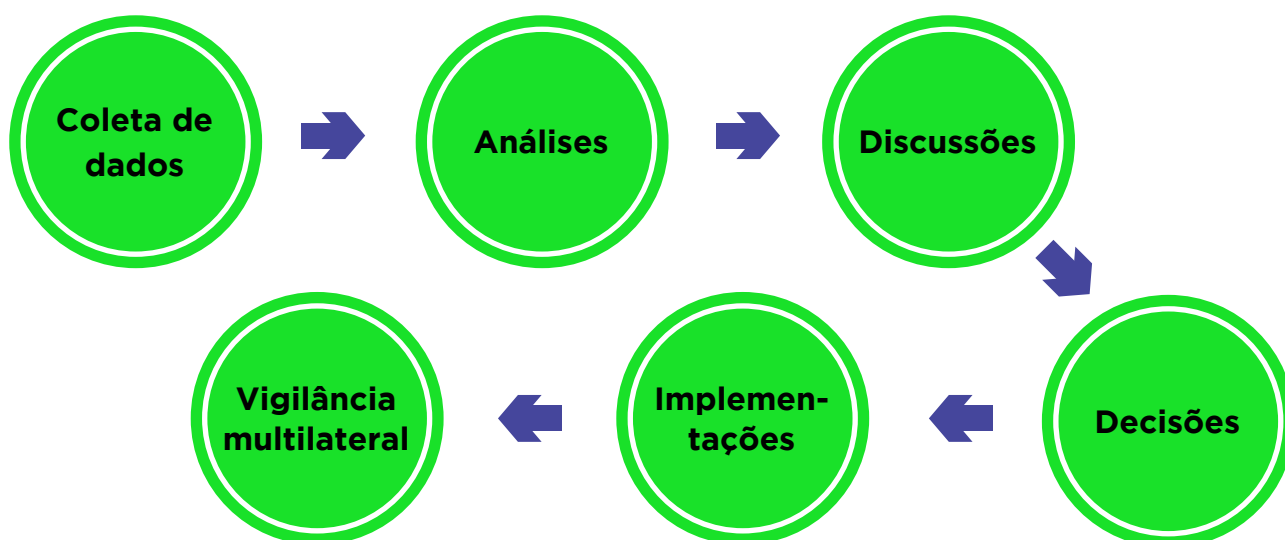 Coleta de
dados
Análises
Discussões
Decisões
Implemen-
tações
Vigilância
multilateral